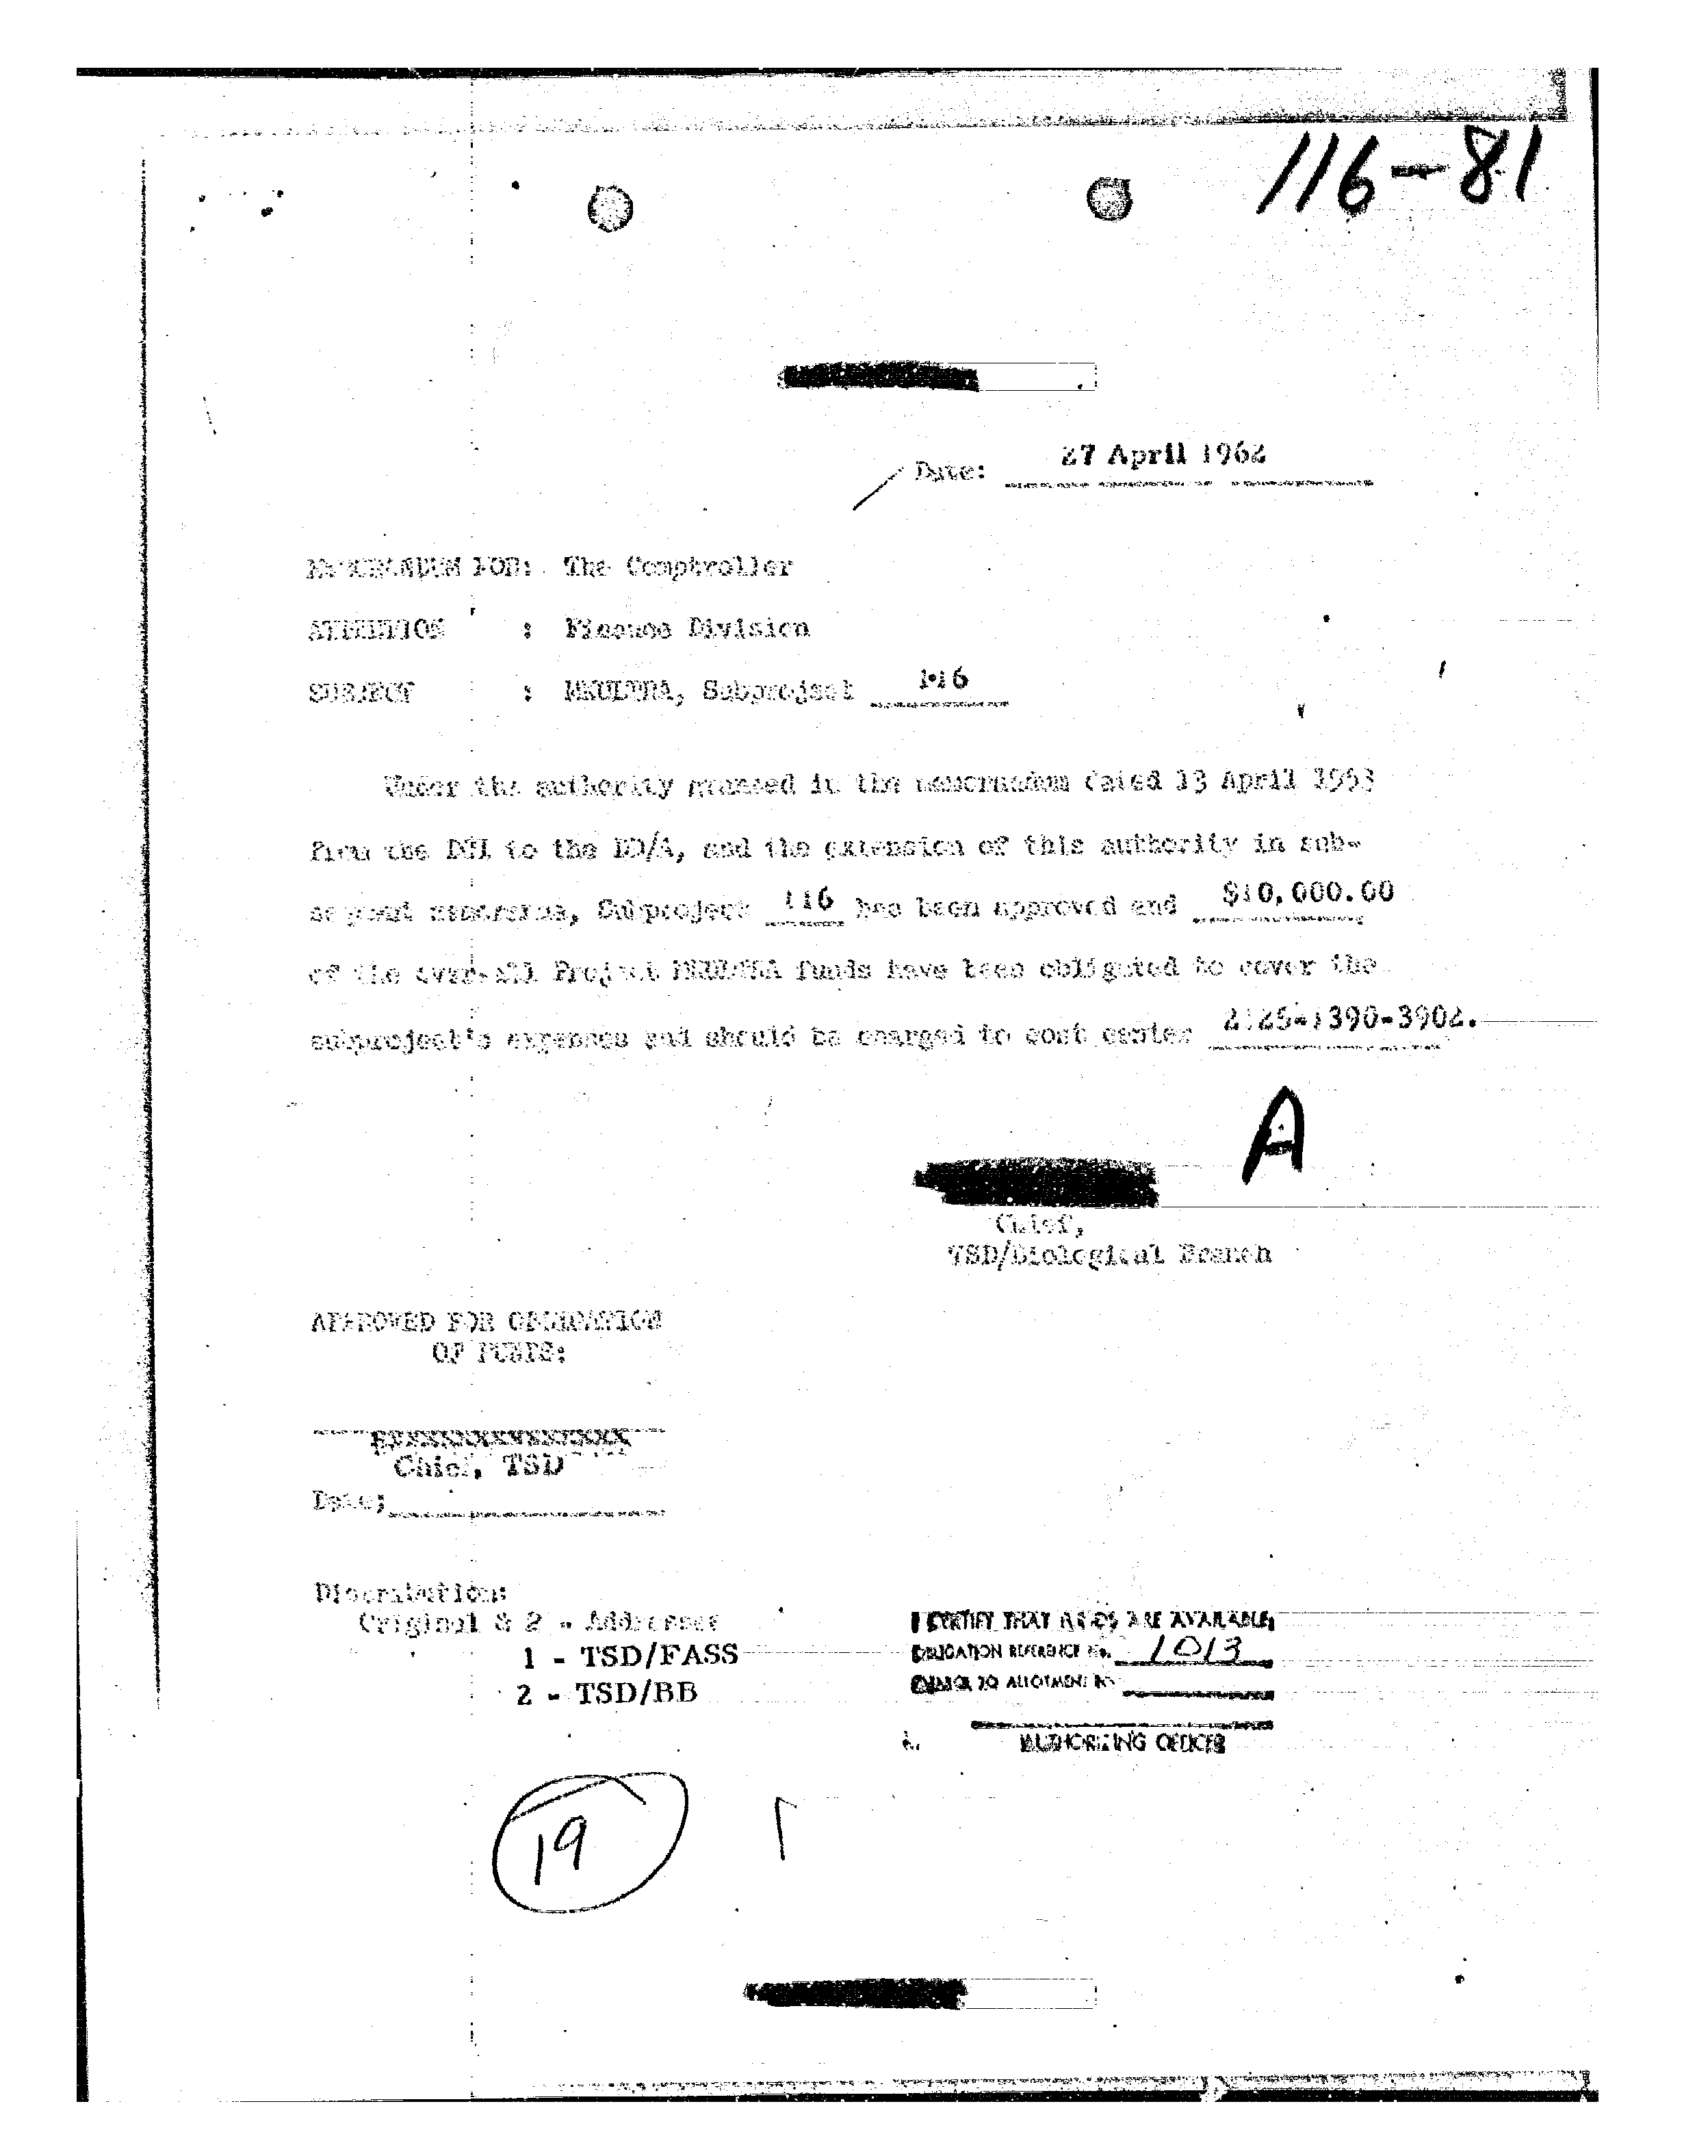 116-81
Date: 27 April 1962
MEMORANDUM FOR: The Comptroller
ATTENTION : Finance Division
SUBJECT : MKULTRA, Subproject 116
Under the authority granted in the memorandum dated 13 April 1953
from the DCI to the DD/A, and the extension of this authority in sub-
sequent memoranda, Subproject 116 has been approved and $10,000.00
of the over-all Project MKULTRA funds have been obligated to cover the
subproject's expenses and should be charged to cost center 2125-1390-3902.
A
Chief,
TSD/Biological Branch
APPROVED FOR OBLIGATION
OF FUNDS:
Chief, TSD
Date:
Distribution:
Original & 2 - Addressee
1 - TSD/FASS
2 - TSD/BB
I CERTIFY THAT FUNDS ARE AVAILABLE
OBLIGATION REFERENCE No. 1013
CHARGE TO ALLOTMENT No.
AUTHORIZING OFFICER
19